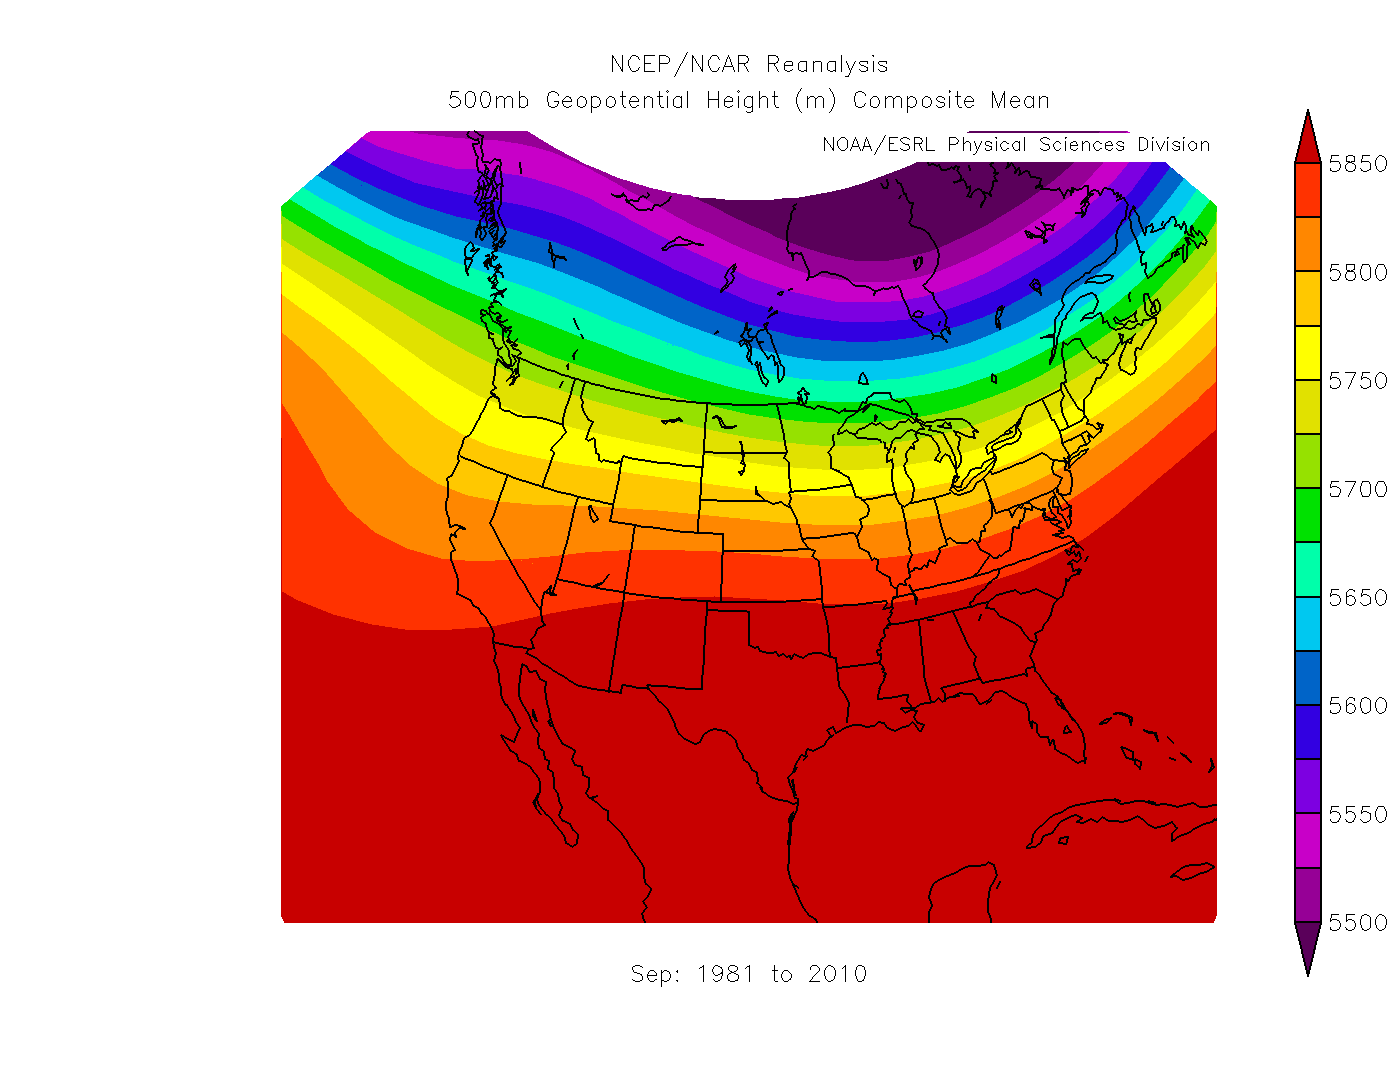 NCEP/NCAR Reanalysis
500mb Geopotential Height (m) Composite Mean
NOAA/ESRL Physical Sciences Division
5850
5800
5750
5700
5650
5600
5550
5500
Sep: 1981 to 2010